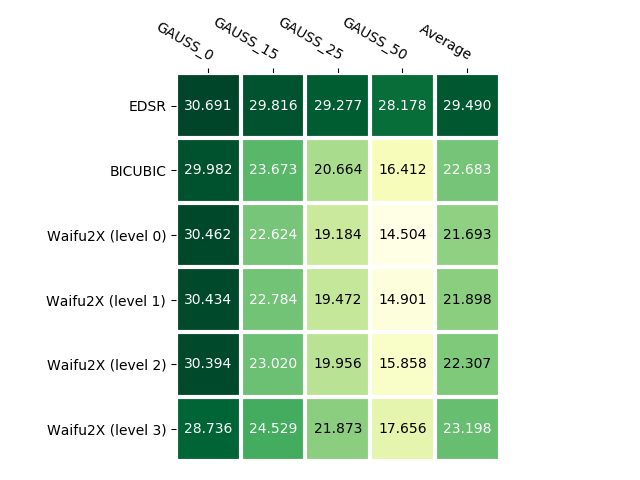 GAUSS_0 GAUSS_15 GAUSS_25 GAUSS_50 Average
EDSR 30.691 29.816 29.277 28.178 29.490
BICUBIC 29.982 23.673 20.664 16.412 22.683
Waifu2X (level 0) 30.462 22.624 19.184 14.504 21.693
Waifu2X (level 1) 30.434 22.784 19.472 14.901 21.898
Waifu2X (level 2) 30.394 23.020 19.956 15.858 22.307
Waifu2X (level 3) 28.736 24.529 21.873 17.656 23.198